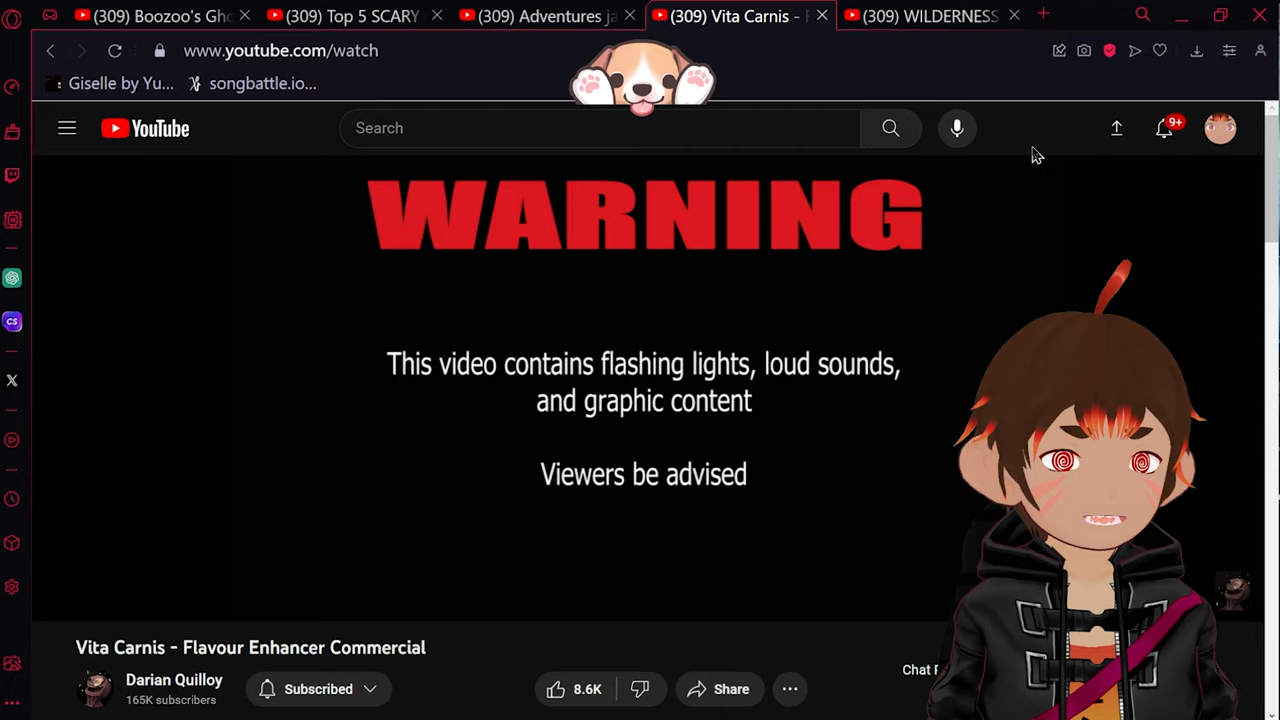 (309) Boozoo's Gho
(309) Top 5 SCARY
(309) Adventures ja
(309) Vita Carnis -
(309) WILDERNESS
www.youtube.com/watch
Giselle by Yu...
songbattle.io...
YouTube
Search
9+
CS
X
WARNING
This video contains flashing lights, loud sounds,
and graphic content
Viewers be advised
Vita Carnis - Flavour Enhancer Commercial
Darian Quilloy
165K subscribers
Subscribed
8.6K
Share
Chat